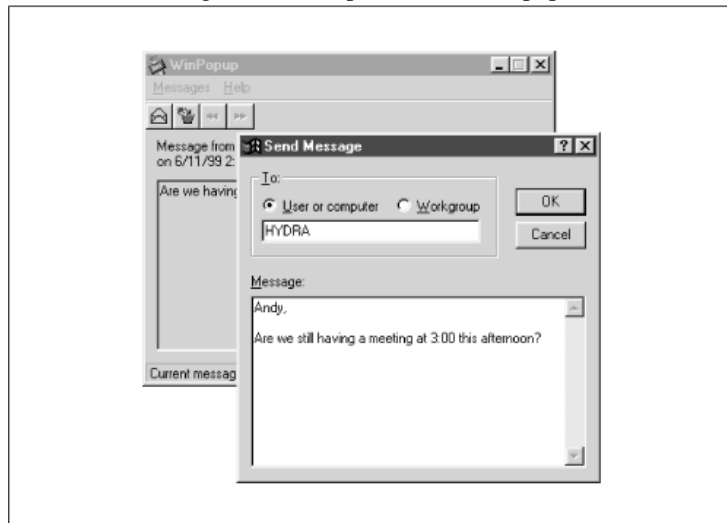 WinPopup
Messages Help
Message from
on 6/11/99 2:
Are we having
Current messag
Send Message
To:
User or computer Workgroup
HYDRA
OK
Cancel
Message:
Andy,
Are we still having a meeting at 3:00 this afternoon?